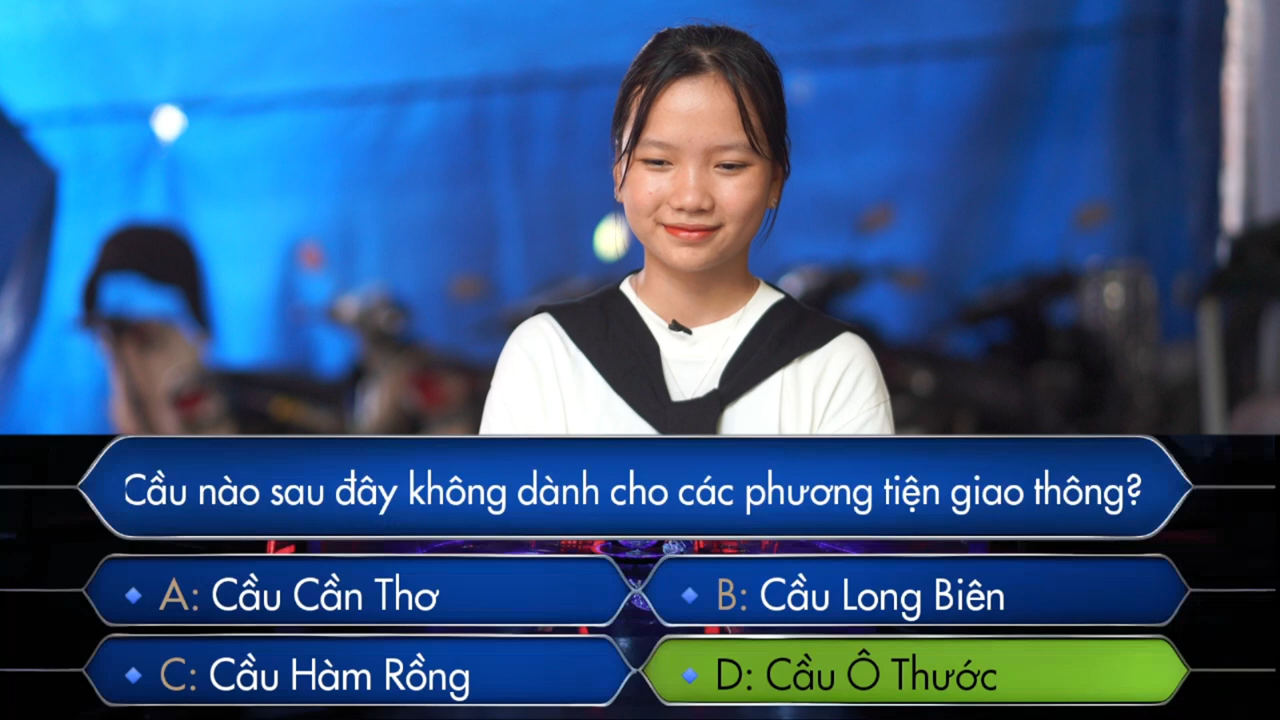 Cầu nào sau đây không dành cho các phương tiện giao thông?
A: Cầu Cần Thơ
B: Cầu Long Biên
C: Cầu Hàm Rồng
D: Cầu Ô Thước